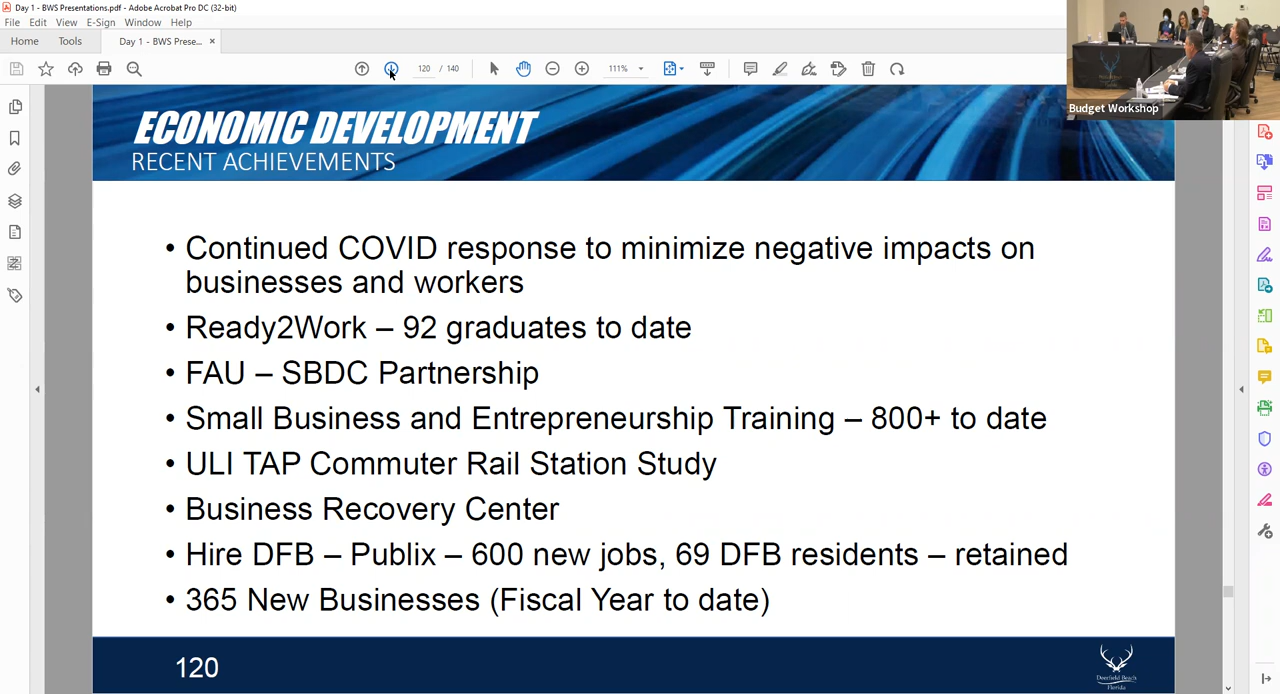 Day 1 - BWS Presentations.pdf - Adobe Acrobat Pro DC (32-bit)
File Edit View E-Sign Window Help
Home Tools Day 1 - BWS Prese... ×
120 / 140 111%
Budget Workshop
ECONOMIC DEVELOPMENT
RECENT ACHIEVEMENTS
• Continued COVID response to minimize negative impacts on
businesses and workers
• Ready2Work – 92 graduates to date
• FAU – SBDC Partnership
• Small Business and Entrepreneurship Training – 800+ to date
• ULI TAP Commuter Rail Station Study
• Business Recovery Center
• Hire DFB – Publix – 600 new jobs, 69 DFB residents – retained
• 365 New Businesses (Fiscal Year to date)
120
Deerfield Beach
Florida